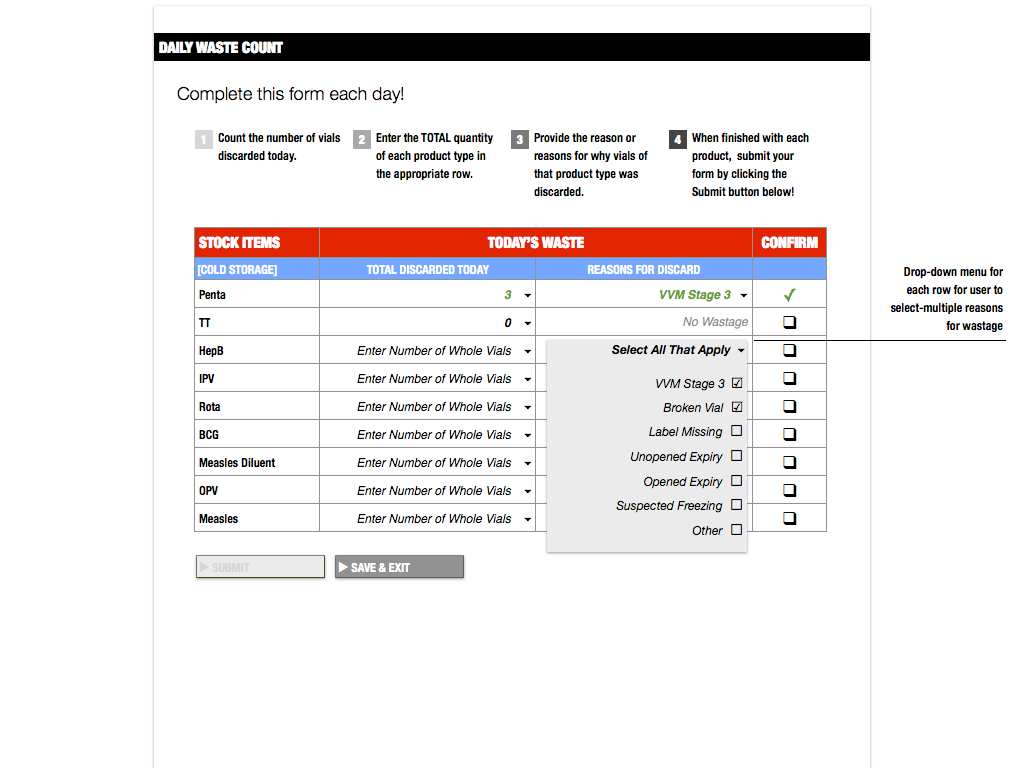 DAILY WASTE COUNT
Complete this form each day!
1 Count the number of vials
discarded today.
2 Enter the TOTAL quantity
of each product type in
the appropriate row.
3 Provide the reason or
reasons for why vials of
that product type was
discarded.
4 When finished with each
product, submit your
form by clicking the
Submit button below!
STOCK ITEMS TODAY'S WASTE CONFIRM
[COLD STORAGE] TOTAL DISCARDED TODAY REASONS FOR DISCARD
Penta 3 VVM Stage 3
TT 0 No Wastage
HepB Enter Number of Whole Vials Select All That Apply
IPV Enter Number of Whole Vials
Rota Enter Number of Whole Vials
BCG Enter Number of Whole Vials
Measles Diluent Enter Number of Whole Vials
OPV Enter Number of Whole Vials
Measles Enter Number of Whole Vials
VVM Stage 3
Broken Vial
Label Missing
Unopened Expiry
Opened Expiry
Suspected Freezing
Other
Drop-down menu for
each row for user to
select-multiple reasons
for wastage
SUBMIT
SAVE & EXIT